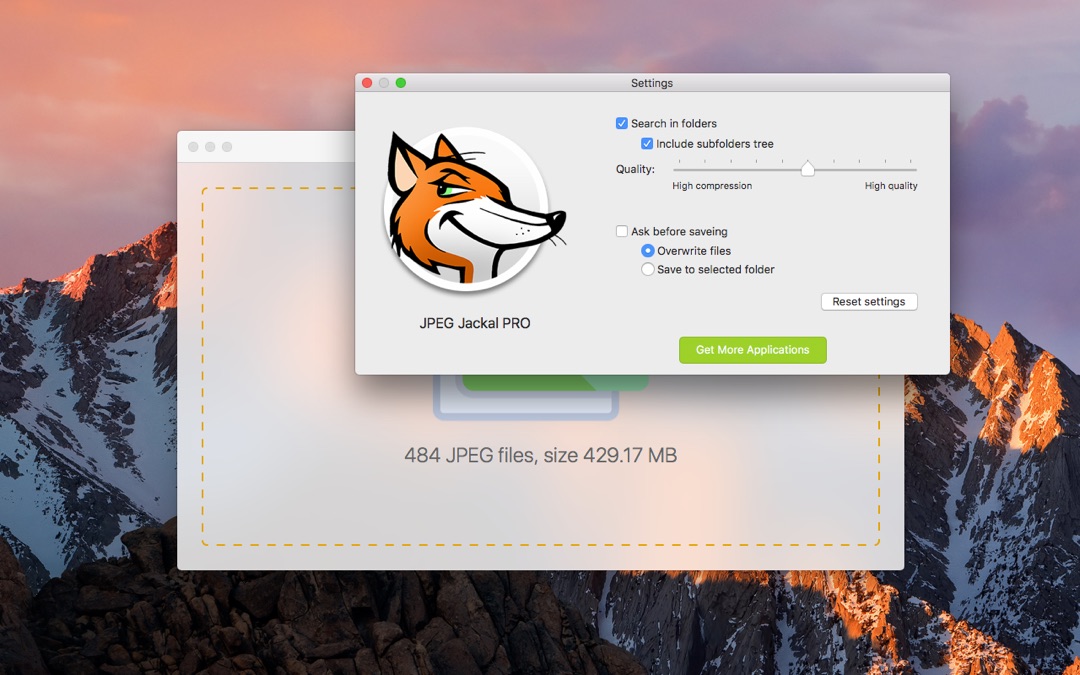 Settings
Search in folders
Include subfolders tree
Quality:
High compression
High quality
Ask before saveing
Overwrite files
Save to selected folder
Reset settings
JPEG Jackal PRO
Get More Applications
484 JPEG files, size 429.17 MB